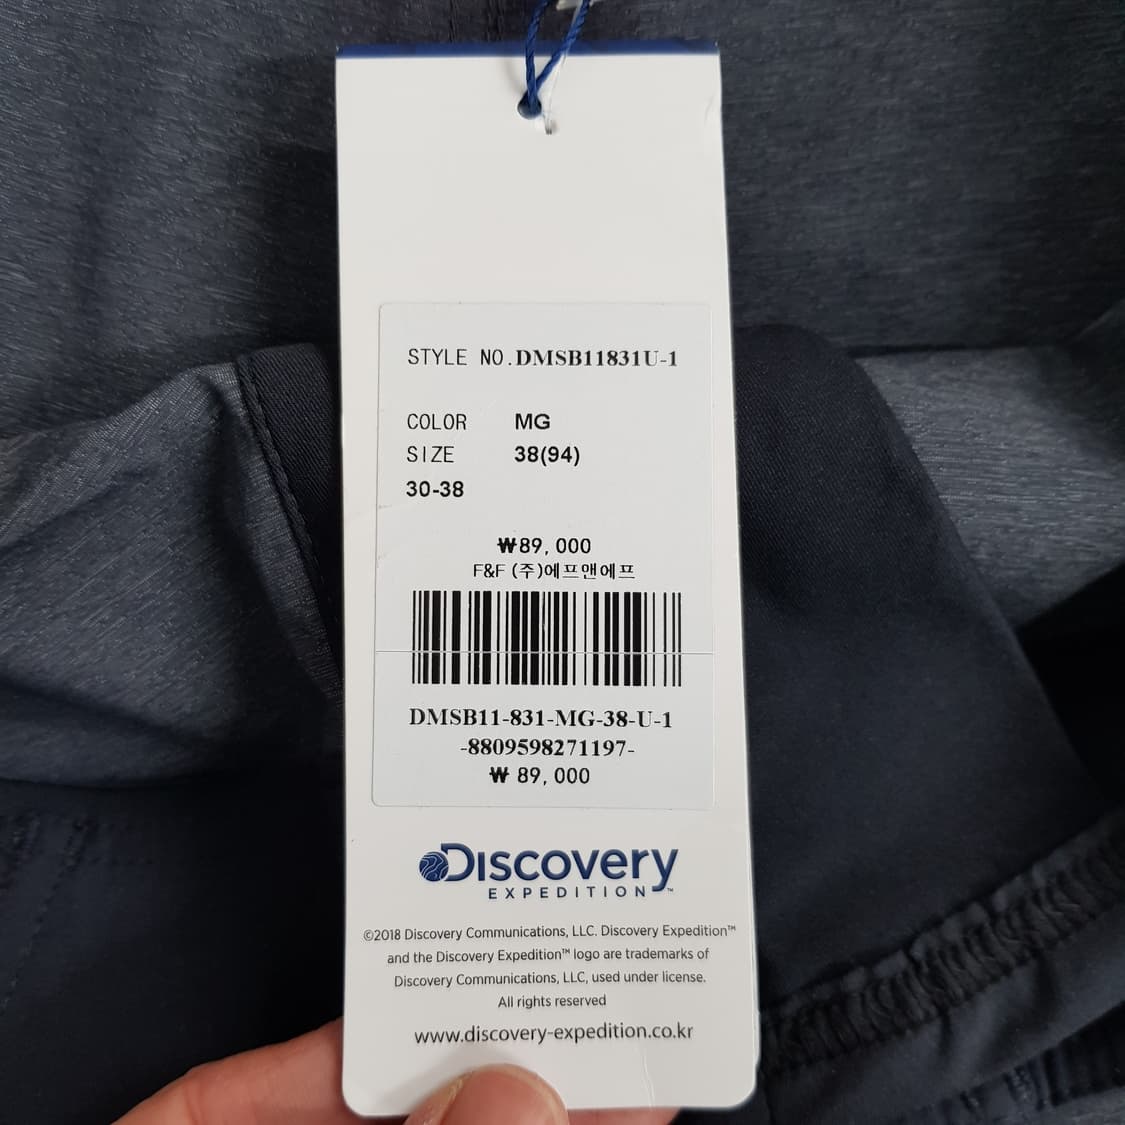 STYLE NO.DMSB11831U-1
COLOR MG
SIZE 38(94)
30-38
₩89,000
F&F (주)에프앤에프
DMSB11-831-MG-38-U-1
-8809598271197-
₩ 89,000
Discovery
EXPEDITION™
©2018 Discovery Communications, LLC. Discovery Expedition™
and the Discovery Expedition™ logo are trademarks of
Discovery Communications, LLC, used under license.
All rights reserved
www.discovery-expedition.co.kr